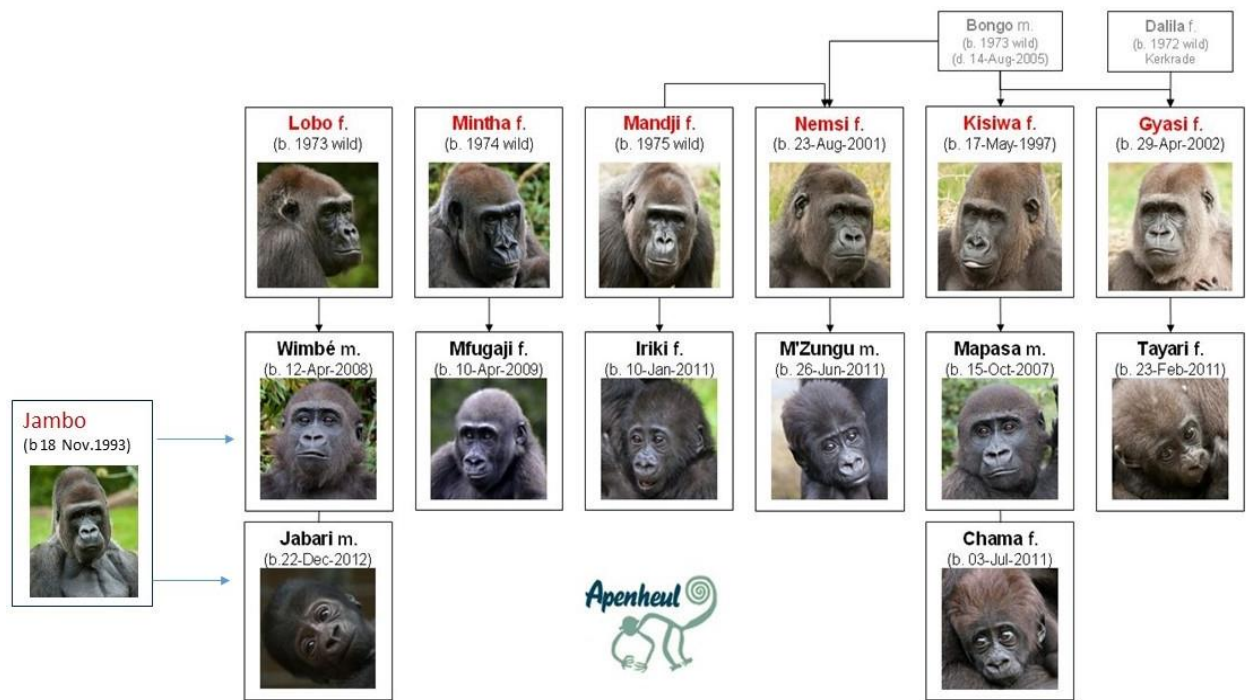 Bongo m.
(b. 1973 wild)
(d. 14-Aug-2005)
Dalila f.
(b. 1972 wild)
Kerkrade
Lobo f.
(b. 1973 wild)
Mintha f.
(b. 1974 wild)
Mandji f.
(b. 1975 wild)
Nemsi f.
(b. 23-Aug-2001)
Kisiwa f.
(b. 17-May-1997)
Gyasi f.
(b. 29-Apr-2002)
Wimbé m.
(b. 12-Apr-2008)
Mfugaji f.
(b. 10-Apr-2009)
Iriki f.
(b. 10-Jan-2011)
M'Zungu m.
(b. 26-Jun-2011)
Mapasa m.
(b. 15-Oct-2007)
Tayari f.
(b. 23-Feb-2011)
Jambo
(b 18 Nov.1993)
Jabari m.
(b.22-Dec-2012)
Chama f.
(b. 03-Jul-2011)
Apenheul